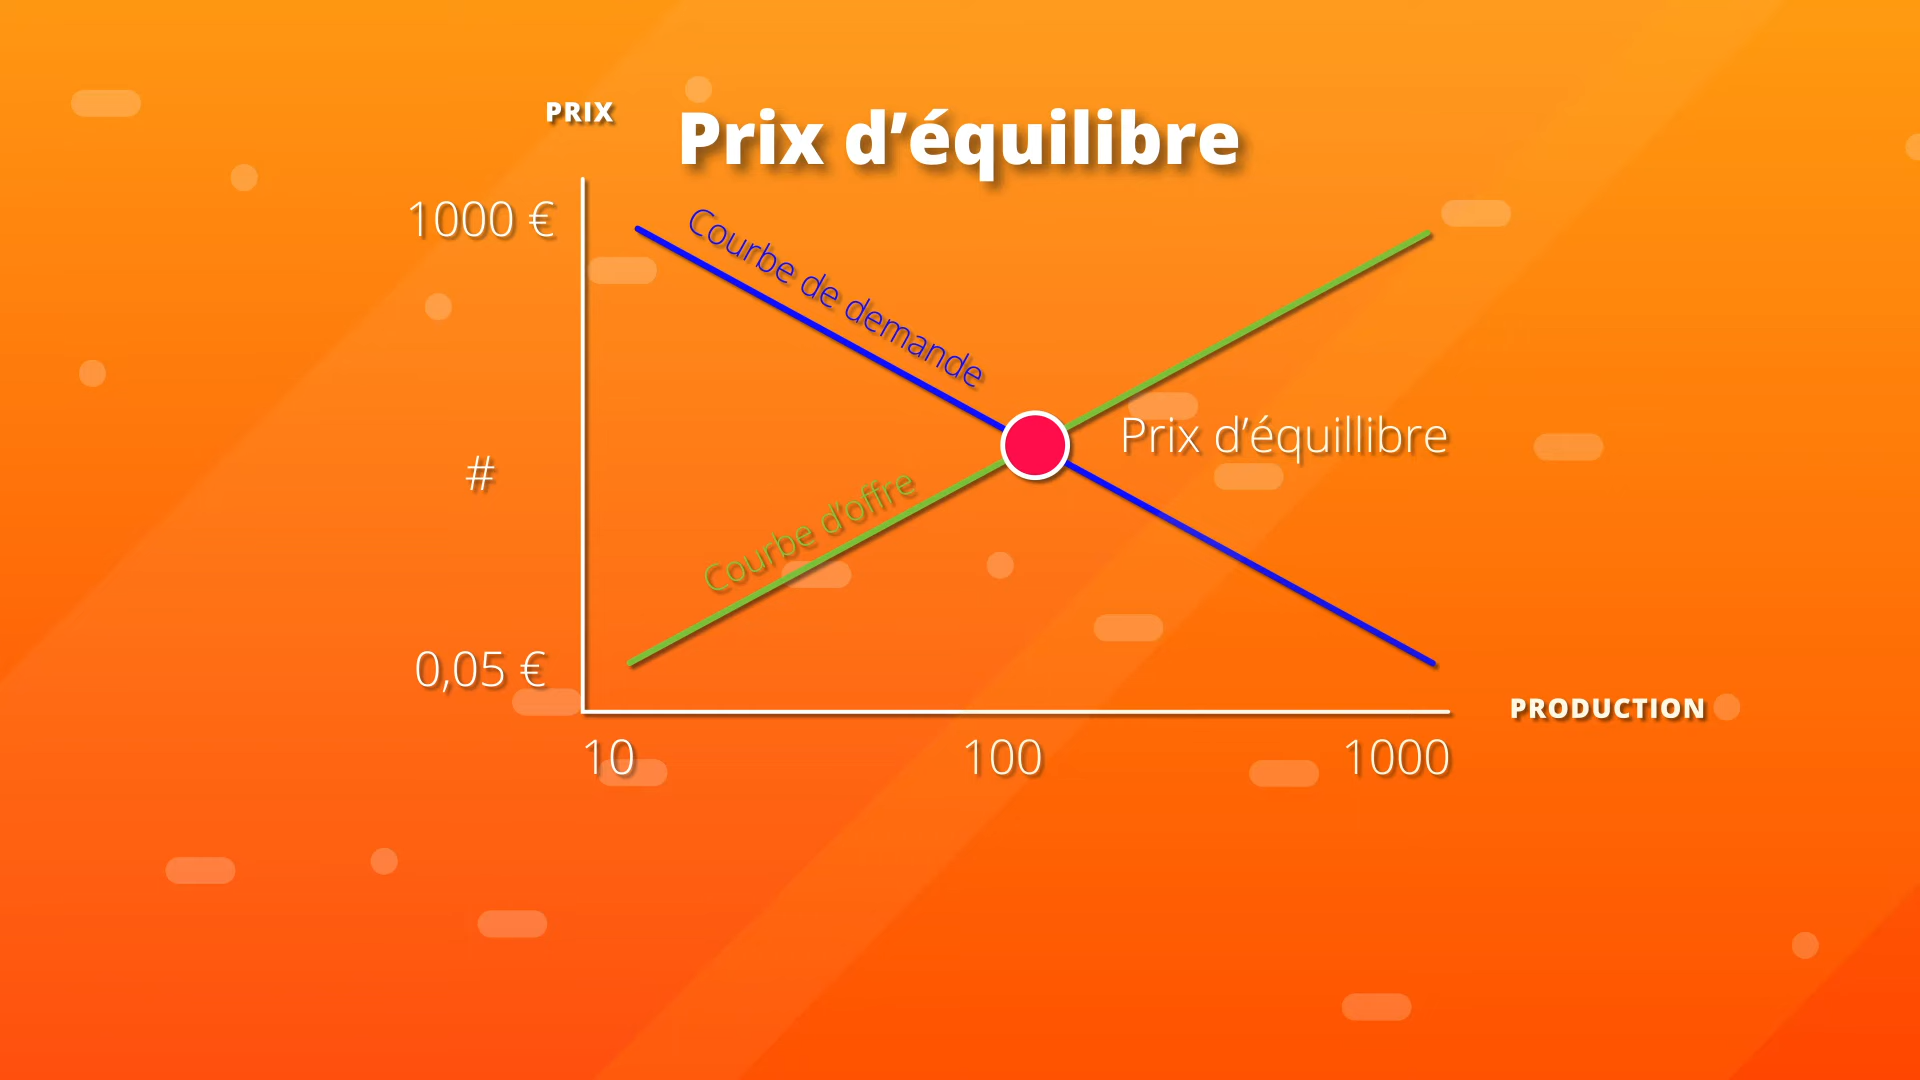 PRIX
Prix d’équilibre
1000 €
Courbe de demande
Prix d’équillibre
#
Courbe d’offre
0,05 €
PRODUCTION
10
100
1000